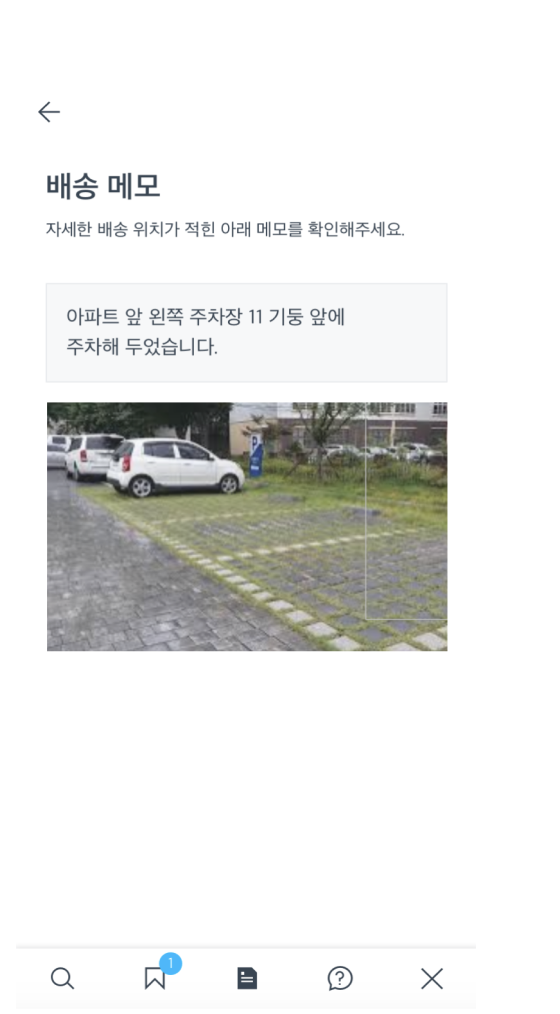 배송 메모
자세한 배송 위치가 적힌 아래 메모를 확인해주세요.
아파트 앞 왼쪽 주차장 11 기둥 앞에
주차해 두었습니다.
P
1